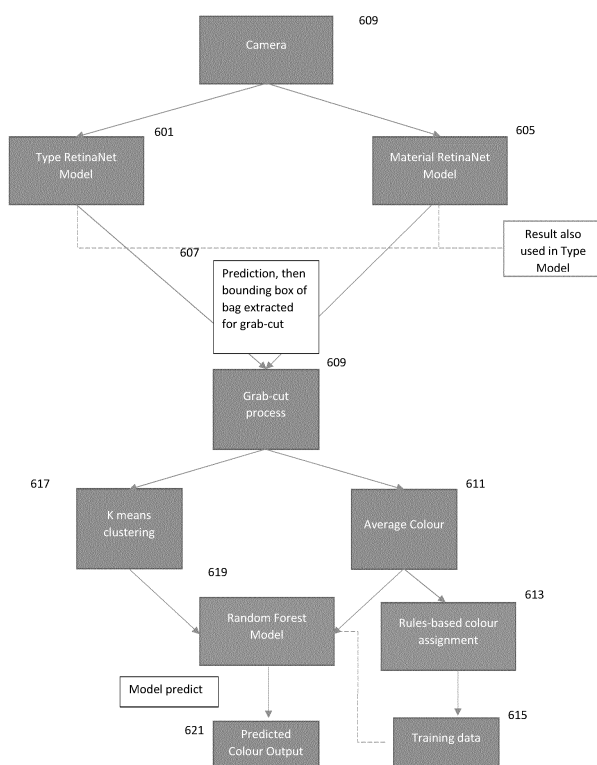 609
Camera
601
605
Type RetinaNet
Model
Material RetinaNet
Model
Result also
used in Type
Model
607
Prediction, then
bounding box of
bag extracted
for grab-cut
609
Grab-cut
process
617
611
K means
clustering
Average Colour
619
613
Random Forest
Model
Rules-based colour
assignment
Model predict
621
615
Predicted
Colour Output
Training data